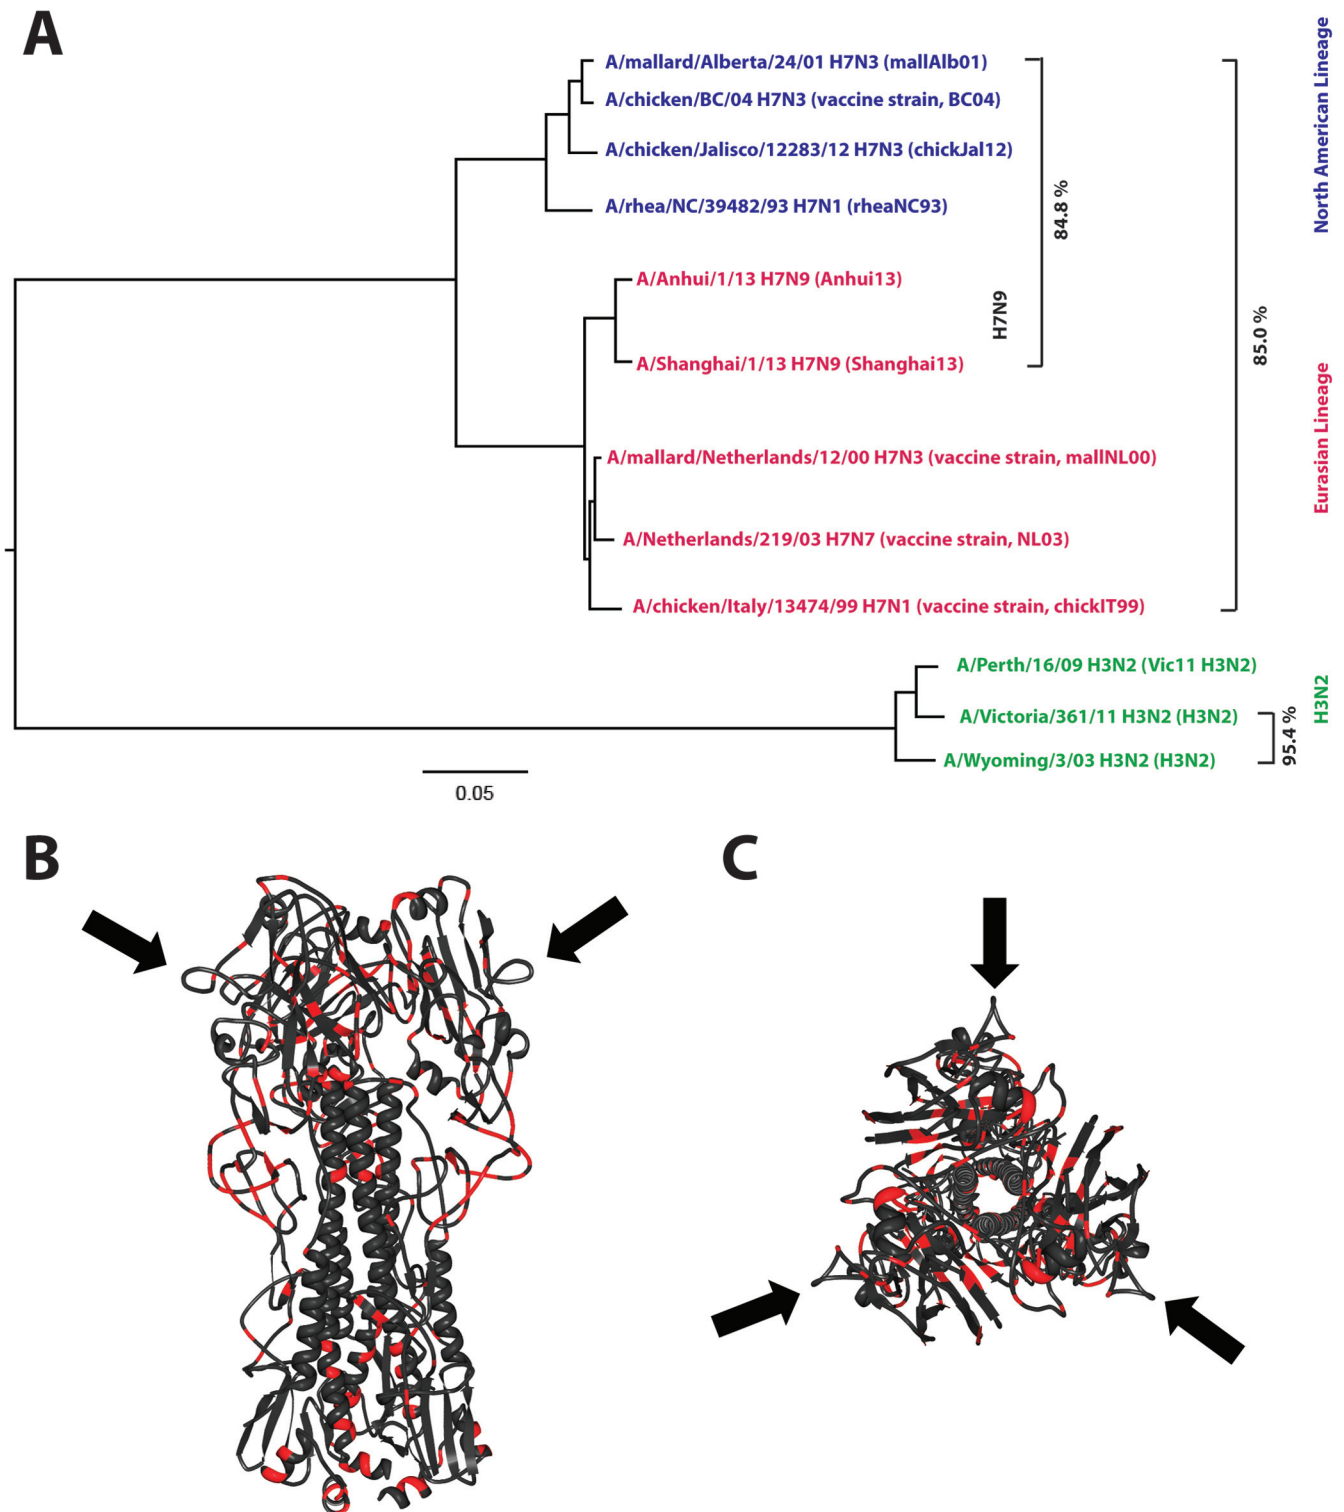 A
A/mallard/Alberta/24/01 H7N3 (mallAlb01)
A/chicken/BC/04 H7N3 (vaccine strain, BC04)
A/chicken/Jalisco/12283/12 H7N3 (chickJal12)
A/rhea/NC/39482/93 H7N1 (rheaNC93)
A/Anhui/1/13 H7N9 (Anhui13)
A/Shanghai/1/13 H7N9 (Shanghai13)
A/mallard/Netherlands/12/00 H7N3 (vaccine strain, mallNL00)
A/Netherlands/219/03 H7N7 (vaccine strain, NL03)
A/chicken/Italy/13474/99 H7N1 (vaccine strain, chickIT99)
A/Perth/16/09 H3N2 (Vic11 H3N2)
A/Victoria/361/11 H3N2 (H3N2)
A/Wyoming/3/03 H3N2 (H3N2)
H7N9
84.8 %
85.0 %
95.4 %
North American Lineage
Eurasian Lineage
H3N2
0.05
B
C